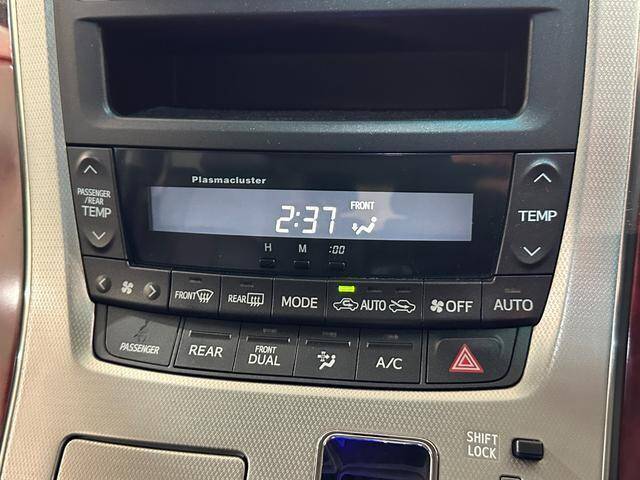 Plasmacluster
PASSENGER
/REAR
TEMP
2:37
FRONT
TEMP
H M :00
FRONT
REAR
MODE
AUTO
OFF
AUTO
PASSENGER
REAR
FRONT
DUAL
A/C
SHIFT
LOCK